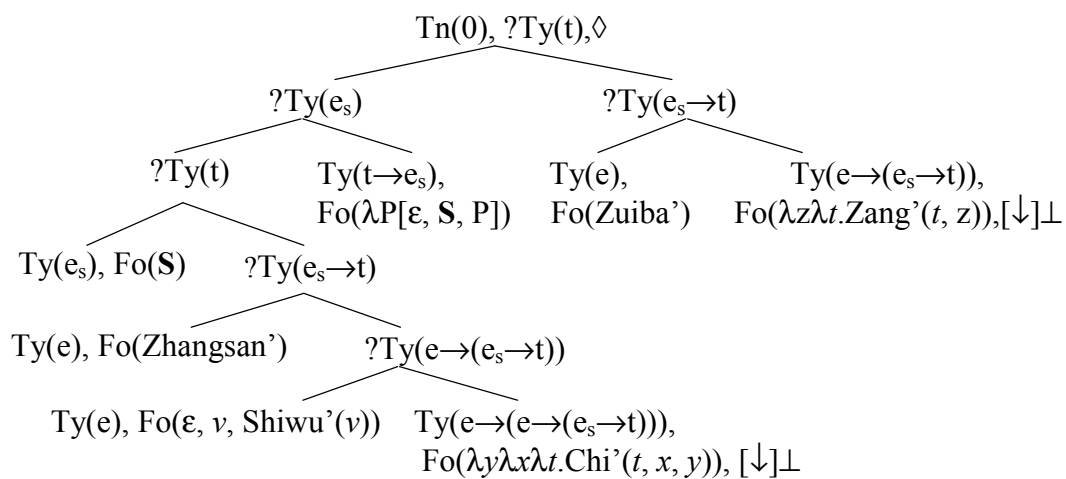 Tn(0), ?Ty(t),◊
?Ty(eₛ) ?Ty(eₛ→t)
?Ty(t) Ty(t→eₛ), Ty(e), Ty(e→(eₛ→t)),
Fo(λP[ε, S, P]) Fo(Zuiba’) Fo(λzλt.Zang’(t, z)),[↓]⊥
Ty(eₛ), Fo(S) ?Ty(eₛ→t)
Ty(e), Fo(Zhangsan’) ?Ty(e→(eₛ→t))
Ty(e), Fo(ε, v, Shiwu’(v)) Ty(e→(e→(eₛ→t))),
Fo(λyλxλt.Chi’(t, x, y)), [↓]⊥